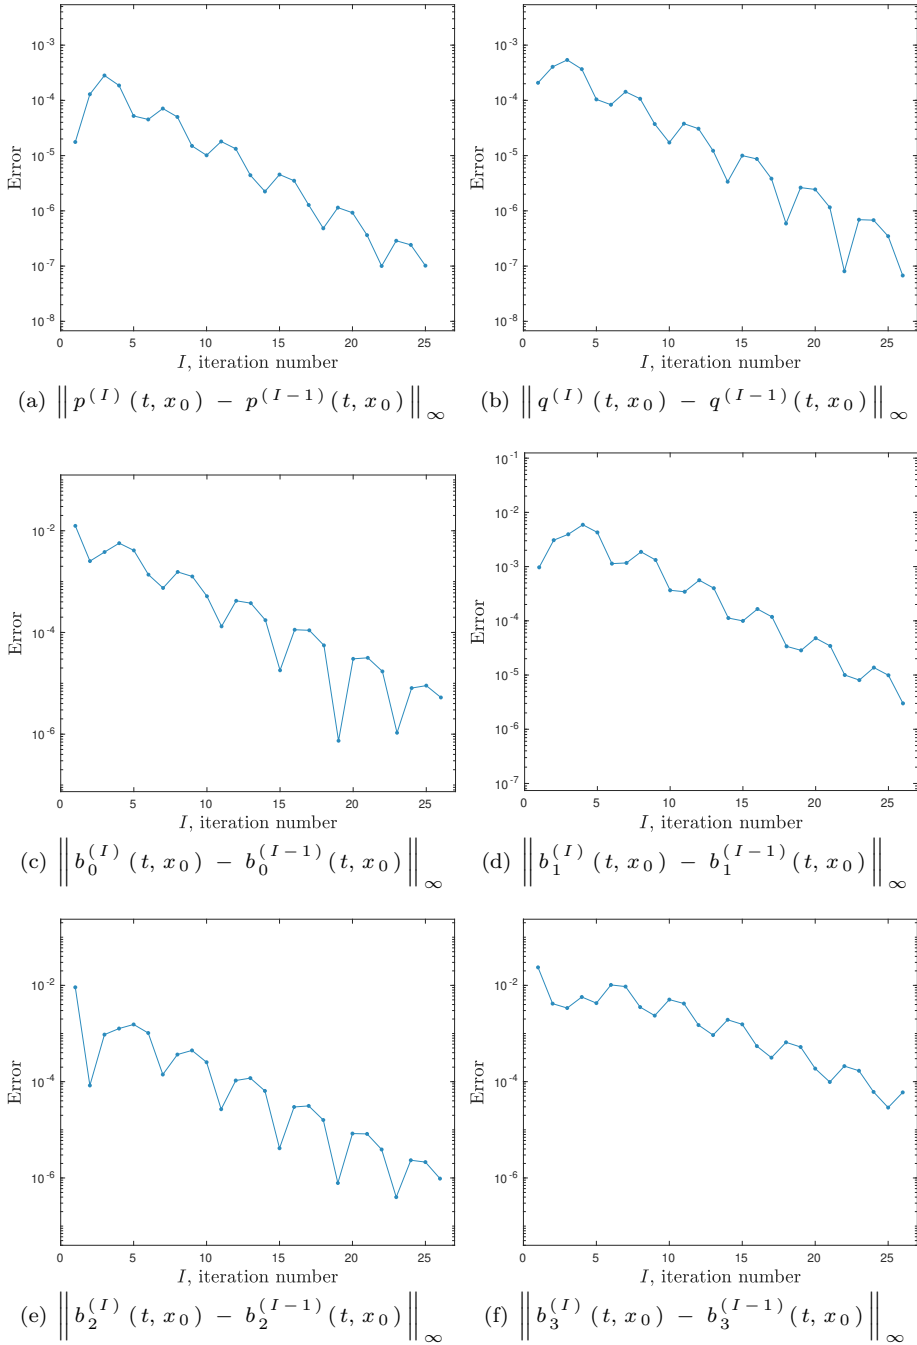 10^-3
10^-4
10^-5
10^-6
10^-7
10^-8
Error
0 5 10 15 20 25
I, iteration number
(a) ‖ p^(I) (t, x_0) − p^(I−1) (t, x_0) ‖_∞
10^-3
10^-4
10^-5
10^-6
10^-7
10^-8
Error
0 5 10 15 20 25
I, iteration number
(b) ‖ q^(I) (t, x_0) − q^(I−1) (t, x_0) ‖_∞
10^-2
10^-4
10^-6
Error
0 5 10 15 20 25
I, iteration number
(c) ‖ b_0^(I) (t, x_0) − b_0^(I−1) (t, x_0) ‖_∞
10^-1
10^-2
10^-3
10^-4
10^-5
10^-6
10^-7
Error
0 5 10 15 20 25
I, iteration number
(d) ‖ b_1^(I) (t, x_0) − b_1^(I−1) (t, x_0) ‖_∞
10^-2
10^-4
10^-6
Error
0 5 10 15 20 25
I, iteration number
(e) ‖ b_2^(I) (t, x_0) − b_2^(I−1) (t, x_0) ‖_∞
10^-2
10^-4
10^-6
Error
0 5 10 15 20 25
I, iteration number
(f) ‖ b_3^(I) (t, x_0) − b_3^(I−1) (t, x_0) ‖_∞